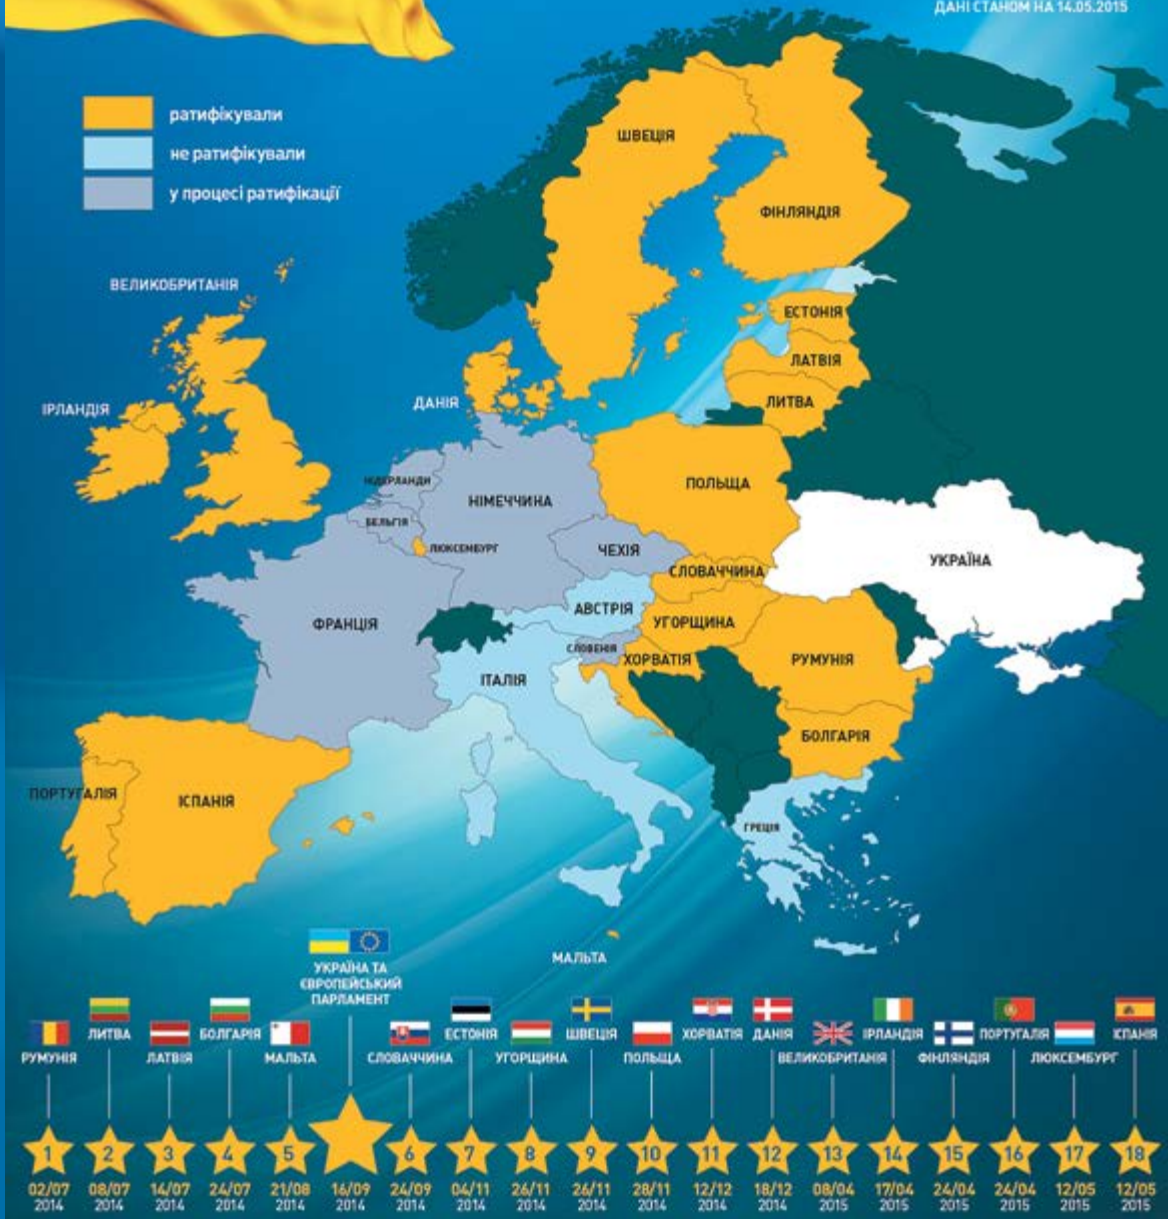 ДАНІ СТАНОМ НА 14.05.2015
ратифікували
не ратифікували
у процесі ратифікації
ШВЕЦІЯ
ФІНЛЯНДІЯ
ВЕЛИКОБРИТАНІЯ
ЕСТОНІЯ
ЛАТВІЯ
ІРЛАНДІЯ
ДАНІЯ
ЛИТВА
НІДЕРЛАНДИ
ПОЛЬЩА
НІМЕЧЧИНА
БЕЛЬГІЯ
ЛЮКСЕМБУРГ
ЧЕХІЯ
УКРАЇНА
СЛОВАЧЧИНА
АВСТРІЯ
ФРАНЦІЯ
УГОРЩИНА
СЛОВЕНІЯ
ХОРВАТІЯ
РУМУНІЯ
ІТАЛІЯ
БОЛГАРІЯ
ПОРТУГАЛІЯ
ІСПАНІЯ
ГРЕЦІЯ
МАЛЬТА
УКРАЇНА ТА
ЄВРОПЕЙСЬКИЙ
ПАРЛАМЕНТ
ЛИТВА БОЛГАРІЯ ЕСТОНІЯ ШВЕЦІЯ ХОРВАТІЯ ДАНІЯ ІРЛАНДІЯ ПОРТУГАЛІЯ ІСПАНІЯ
РУМУНІЯ ЛАТВІЯ МАЛЬТА СЛОВАЧЧИНА УГОРЩИНА ПОЛЬЩА ВЕЛИКОБРИТАНІЯ ФІНЛЯНДІЯ ЛЮКСЕМБУРГ
1 2 3 4 5 6 7 8 9 10 11 12 13 14 15 16 17 18
02/07 08/07 14/07 24/07 21/08 16/09 24/09 04/11 26/11 26/11 28/11 12/12 18/12 08/04 17/04 24/04 24/04 12/05 12/05
2014 2014 2014 2014 2014 2014 2014 2014 2014 2014 2014 2014 2014 2015 2015 2015 2015 2015 2015